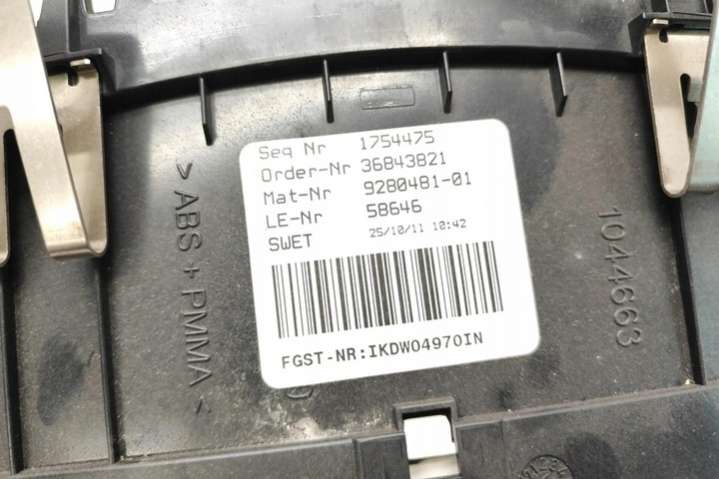 Seq Nr 1754475
Order-Nr 36843821
Mat-Nr 9280481-01
LE-Nr 58646
SWET 25/10/11 10:42
FGST-NR:IKDW04970IN
>ABS+PMMA<
1044663